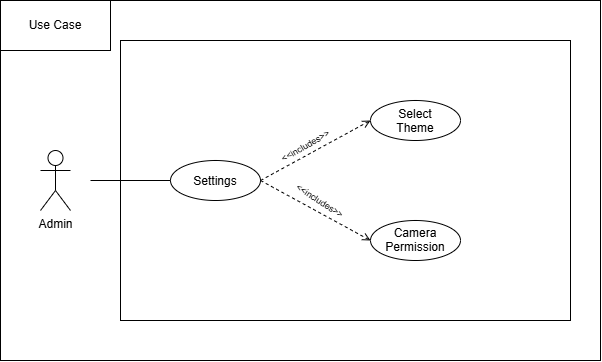 Use Case
Select
Theme
<<includes>>
Settings
<<includes>>
Admin
Camera
Permission